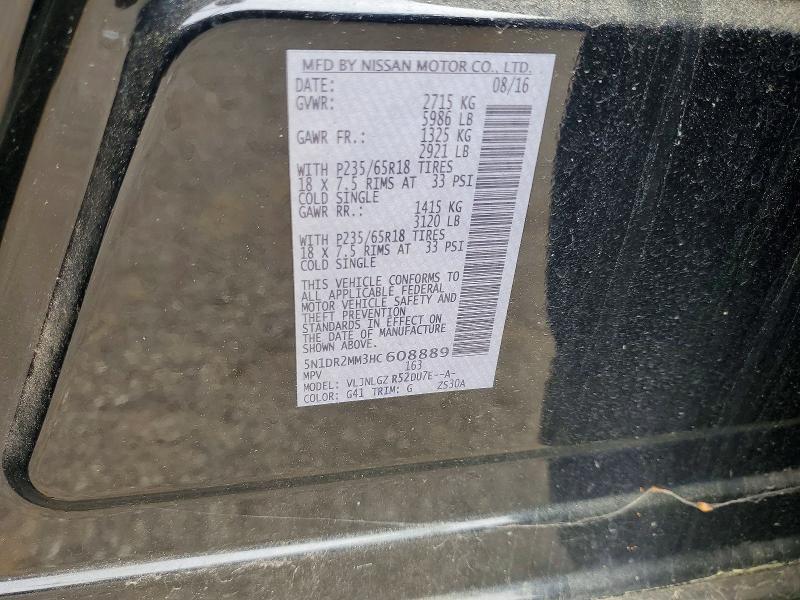 MFD BY NISSAN MOTOR CO., LTD.
DATE: 08/16
GVWR: 2715 KG
5986 LB
GAWR FR.: 1325 KG
2921 LB
WITH P235/65R18 TIRES
18 X 7.5 RIMS AT 33 PSI
COLD SINGLE
GAWR RR.: 1415 KG
3120 LB
WITH P235/65R18 TIRES
18 X 7.5 RIMS AT 33 PSI
COLD SINGLE
THIS VEHICLE CONFORMS TO
ALL APPLICABLE FEDERAL
MOTOR VEHICLE SAFETY AND
THEFT PREVENTION
STANDARDS IN EFFECT ON
THE DATE OF MANUFACTURE
SHOWN ABOVE.
5N1DR2MM3HC608889
MPV 163
MODEL: VLJNLGZ R52DU7E--A-
COLOR: G41 TRIM: G ZS30A